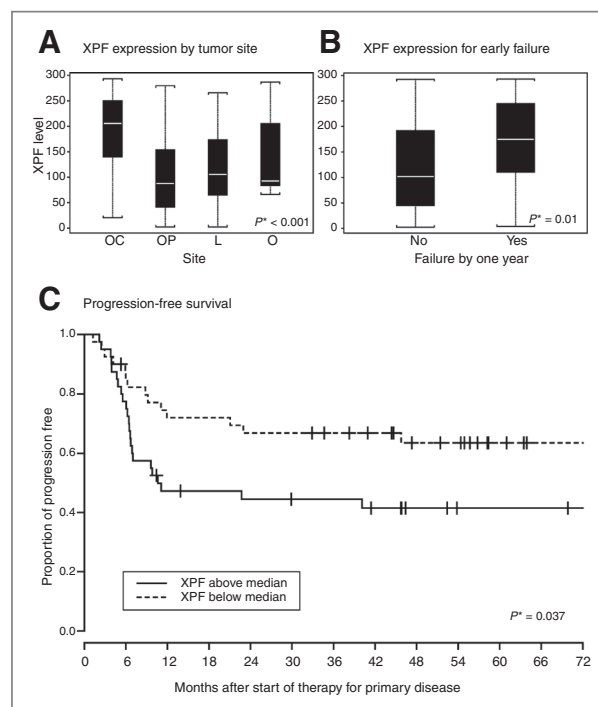 A XPF expression by tumor site
XPF level
300
250
200
150
100
50
0
OC OP L O
P* < 0.001
Site
B XPF expression for early failure
300
250
200
150
100
50
0
No Yes
P* = 0.01
Failure by one year
C Progression-free survival
Proportion of progression free
1.0
0.8
0.6
0.4
0.2
0.0
XPF above median
XPF below median
P* = 0.037
0 6 12 18 24 30 36 42 48 54 60 66 72
Months after start of therapy for primary disease